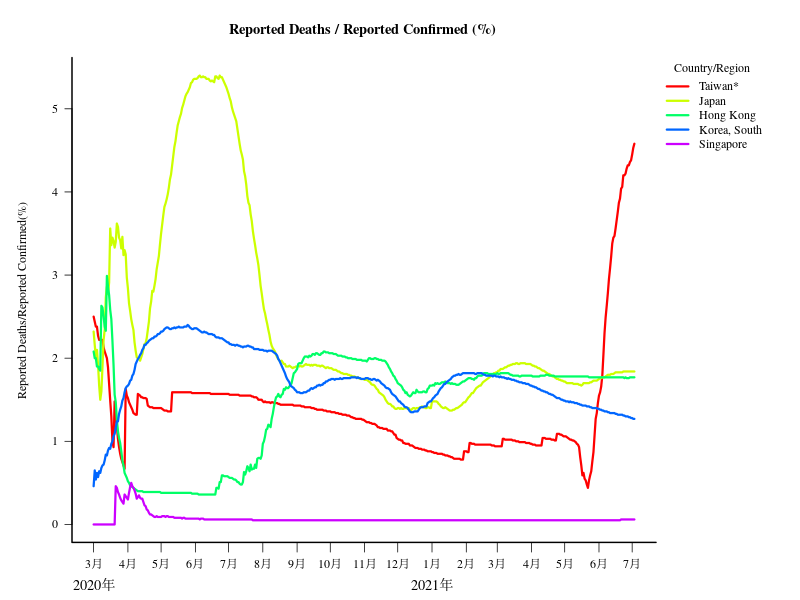 Reported Deaths / Reported Confirmed (%)
Country/Region
Taiwan*
Japan
Hong Kong
Korea, South
Singapore
Reported Deaths/Reported Confirmed(%)
5
4
3
2
1
0
3月 4月 5月 6月 7月 8月 9月 10月 11月 12月 1月 2月 3月 4月 5月 6月 7月
2020年 2021年